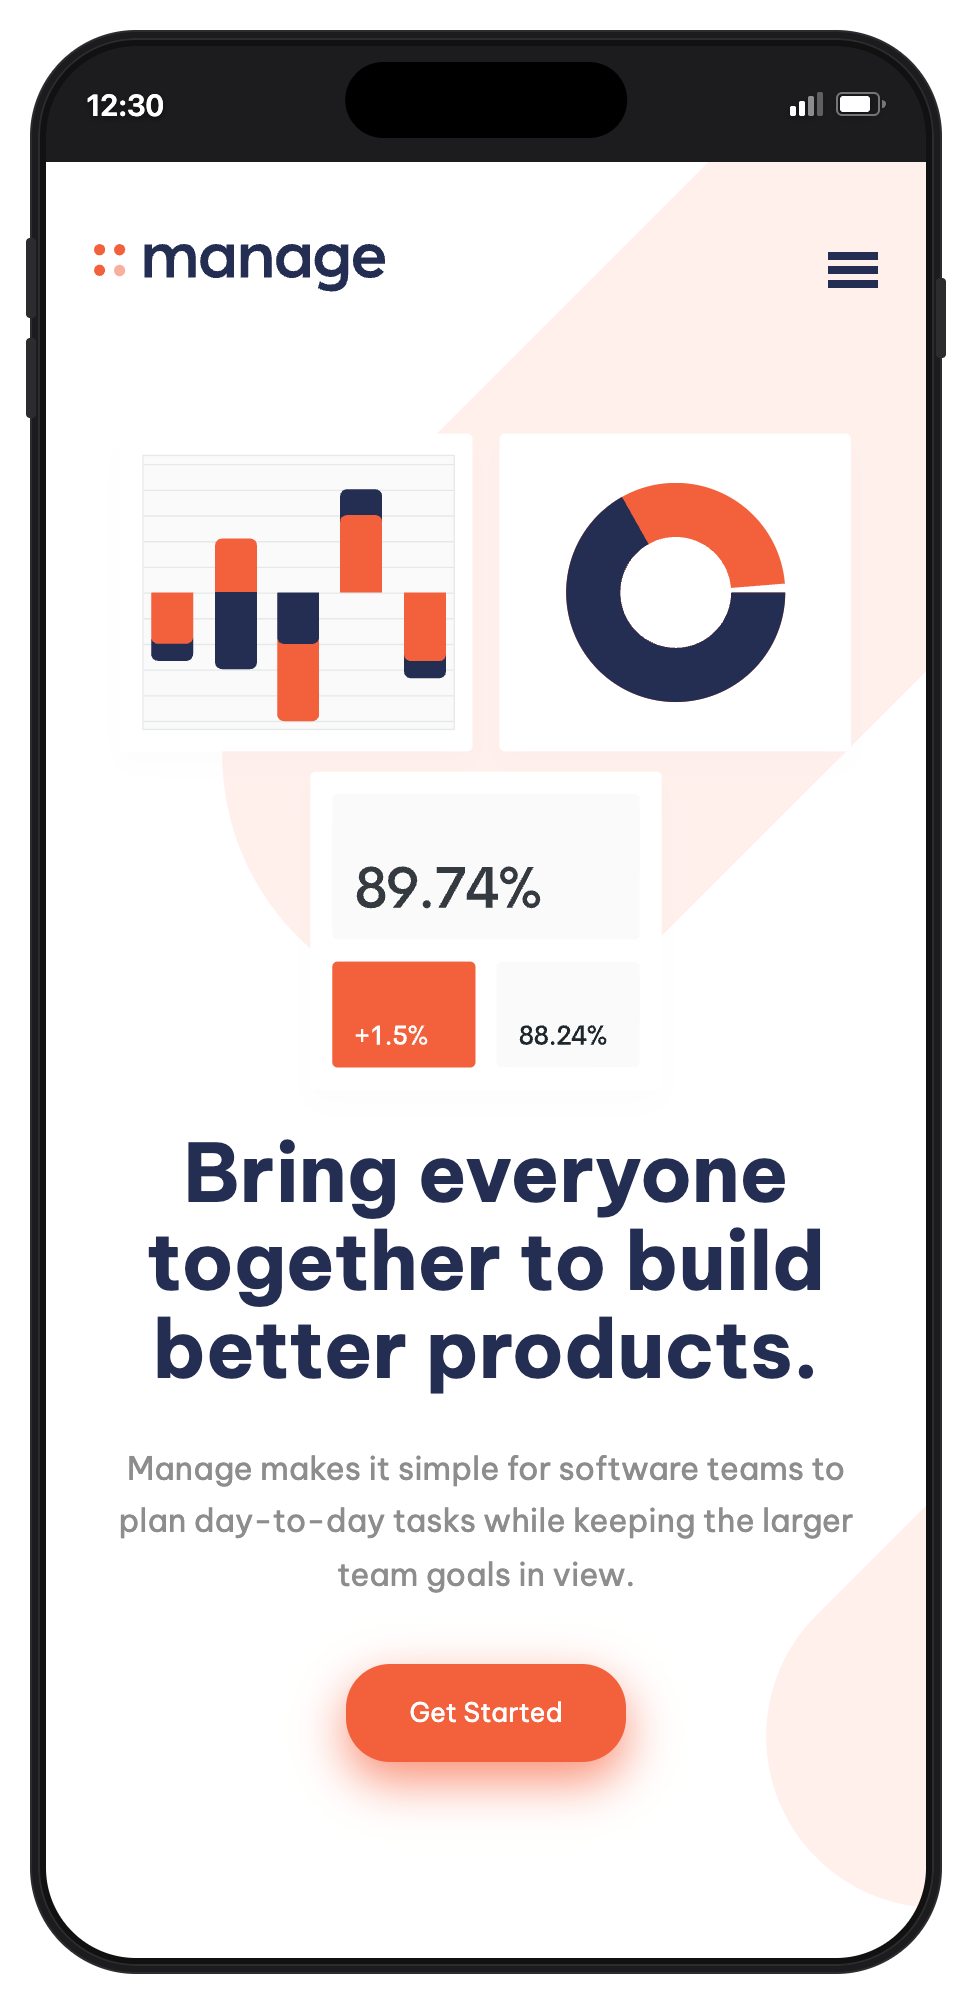 12:30
manage
89.74%
+1.5%
88.24%
Bring everyone
together to build
better products.
Manage makes it simple for software teams to
plan day-to-day tasks while keeping the larger
team goals in view.
Get Started